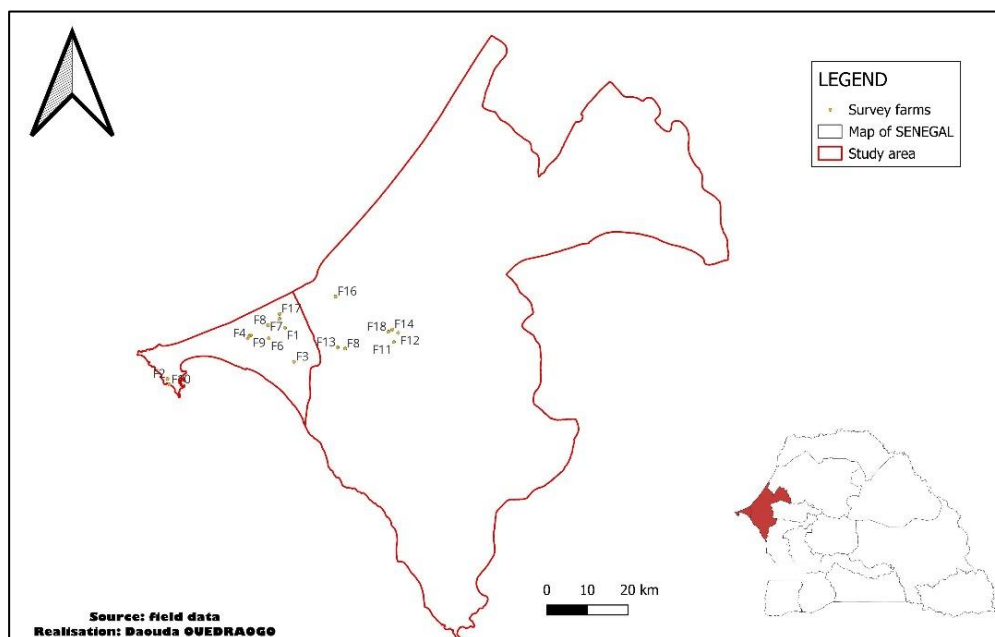 LEGEND
Survey farms
Map of SENEGAL
Study area
F16
F17
F8
F7
F1
F4
F9
F6
F3
F18
F14
F12
F11
F13
F8
F2
F10
0 10 20 km
Source: field data
Realisation: Daouda OUEDRAOGO